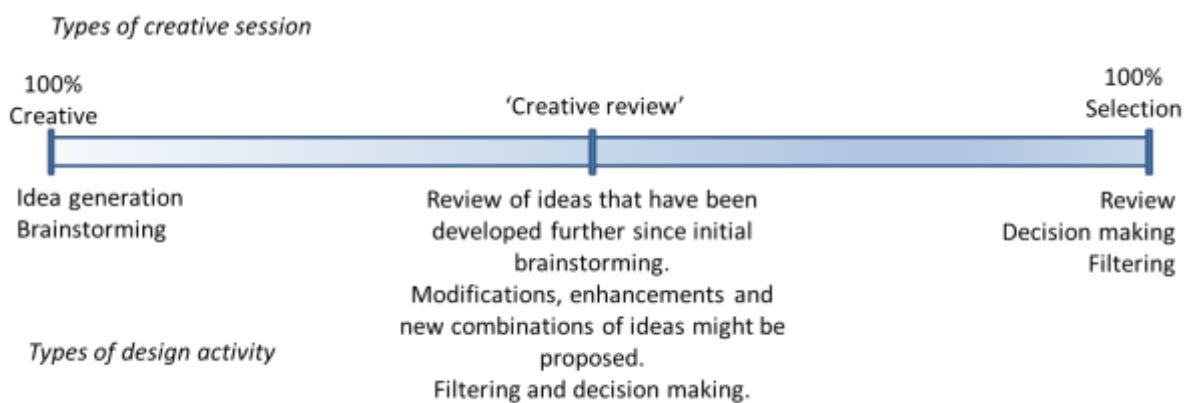 Types of creative session
100%
Creative
'Creative review'
100%
Selection
Idea generation
Brainstorming
Review of ideas that have been
developed further since initial
brainstorming.
Modifications, enhancements and
new combinations of ideas might be
proposed.
Filtering and decision making.
Review
Decision making
Filtering
Types of design activity